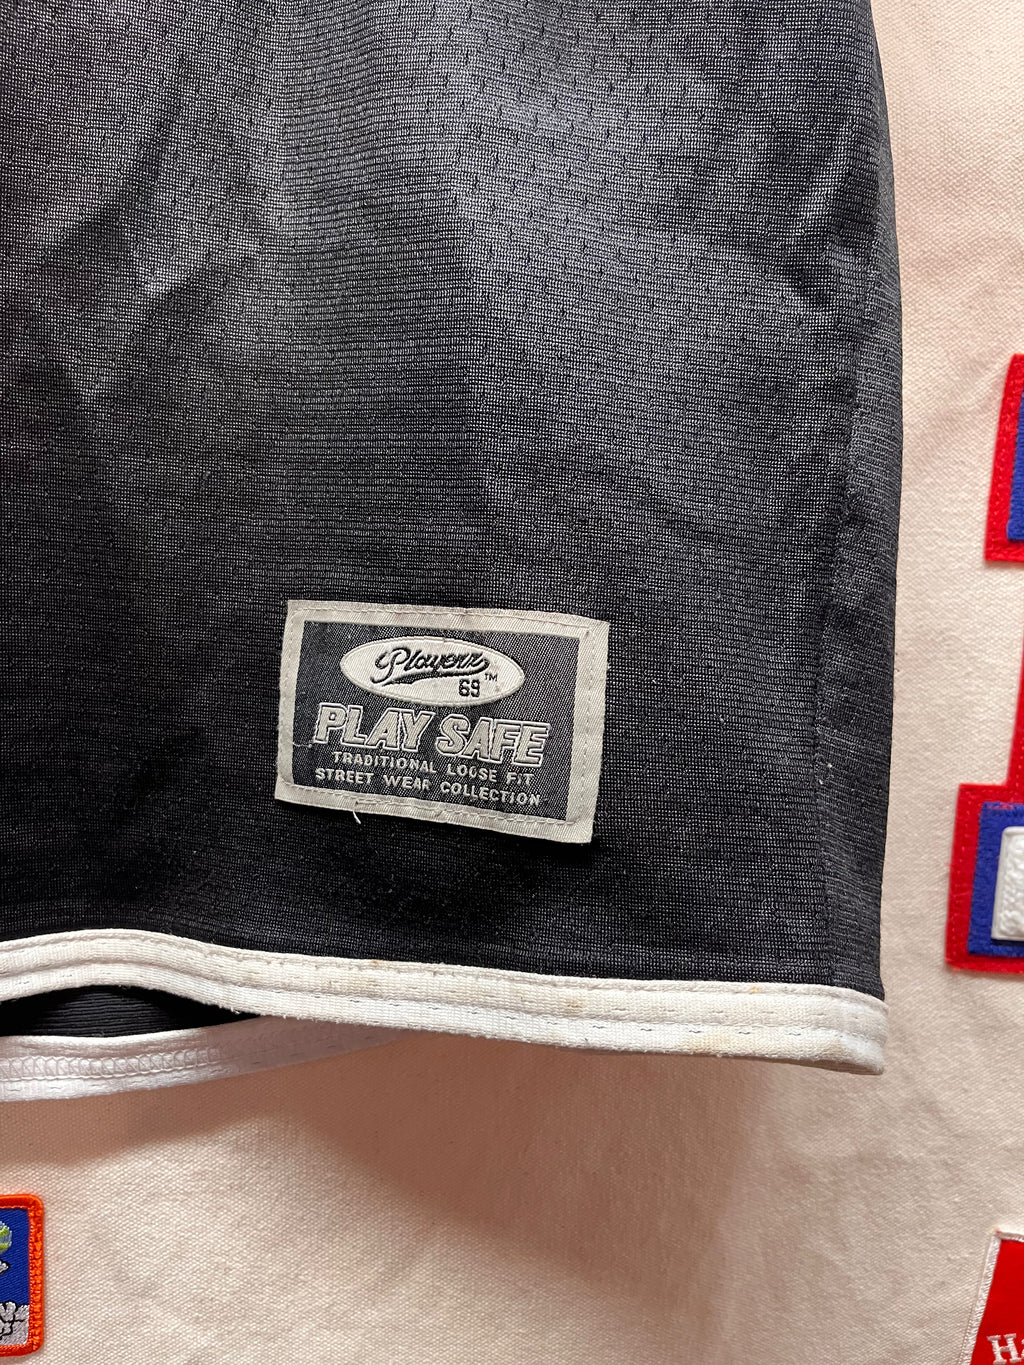 Playerz
69™
PLAY SAFE
TRADITIONAL LOOSE FIT
STREET WEAR COLLECTION